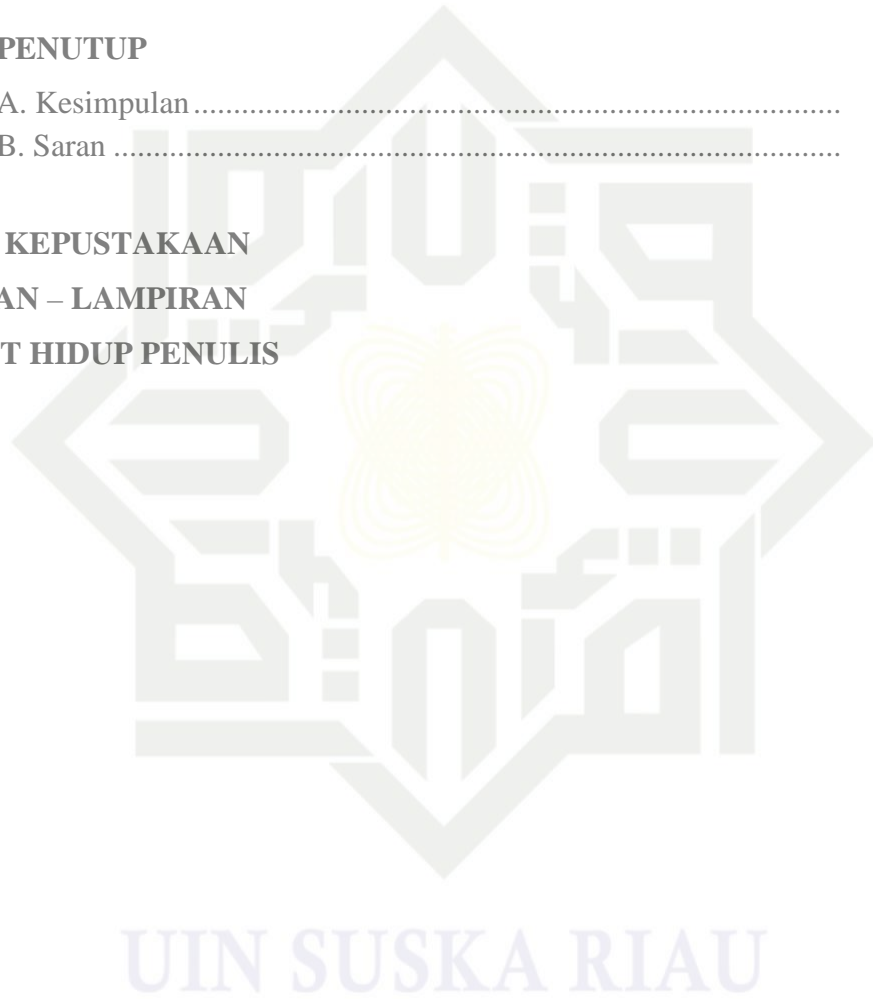 PENUTUP
A. Kesimpulan ................................................................................
B. Saran ..........................................................................................
KEPUSTAKAAN
AN – LAMPIRAN
T HIDUP PENULIS
UIN SUSKA RIAU